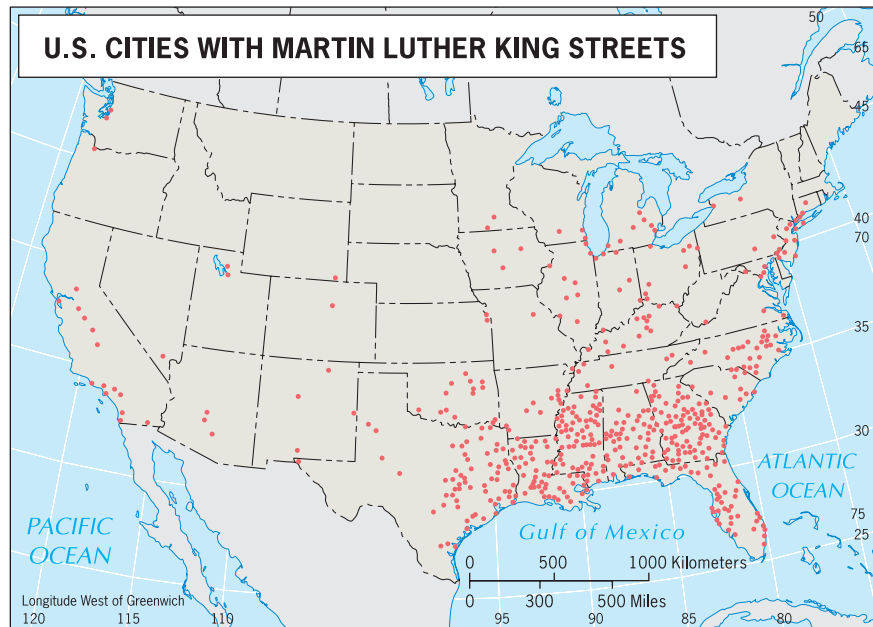 U.S. CITIES WITH MARTIN LUTHER KING STREETS
50
65
45
40
70
35
30
ATLANTIC
OCEAN
75
25
PACIFIC
OCEAN
Gulf of Mexico
0 500 1000 Kilometers
0 300 500 Miles
Longitude West of Greenwich
120 115 110 95 90 85 80